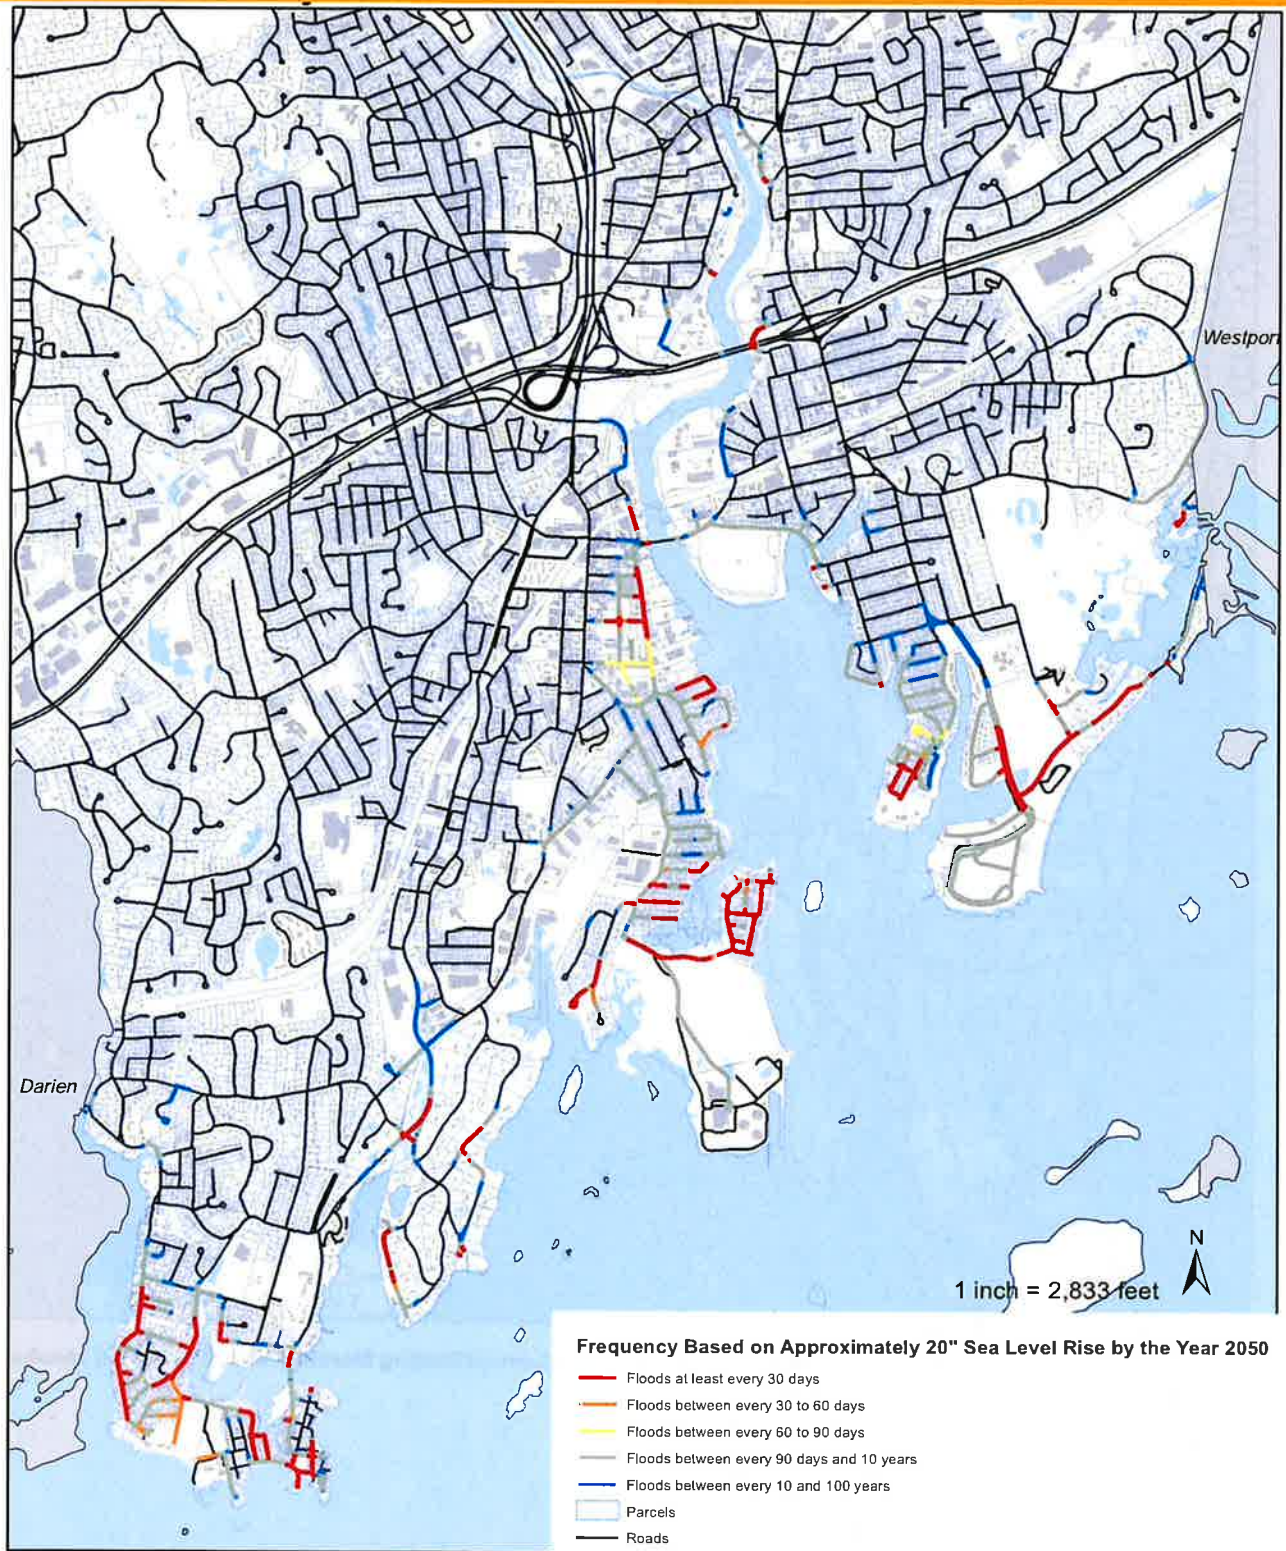 Westpor
Darien
N
1 inch = 2,833 feet
Frequency Based on Approximately 20" Sea Level Rise by the Year 2050
Floods at least every 30 days
Floods between every 30 to 60 days
Floods between every 60 to 90 days
Floods between every 90 days and 10 years
Floods between every 10 and 100 years
Parcels
Roads